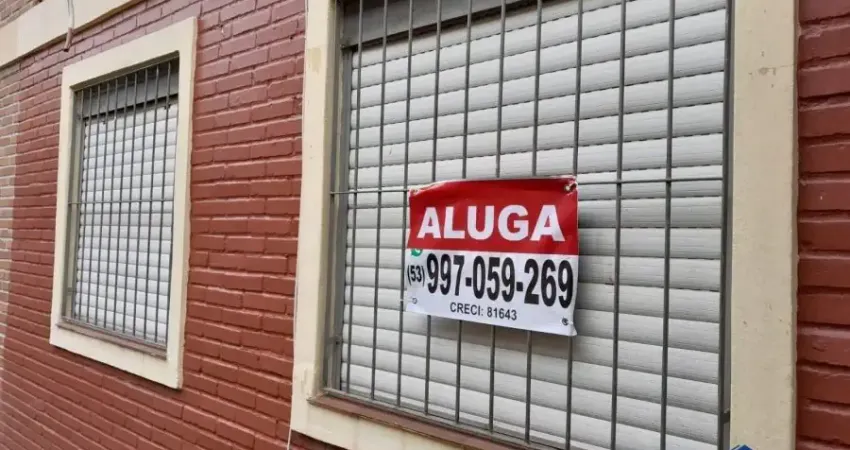 ALUGA
(53) 997-059-269
CRECI: 81643